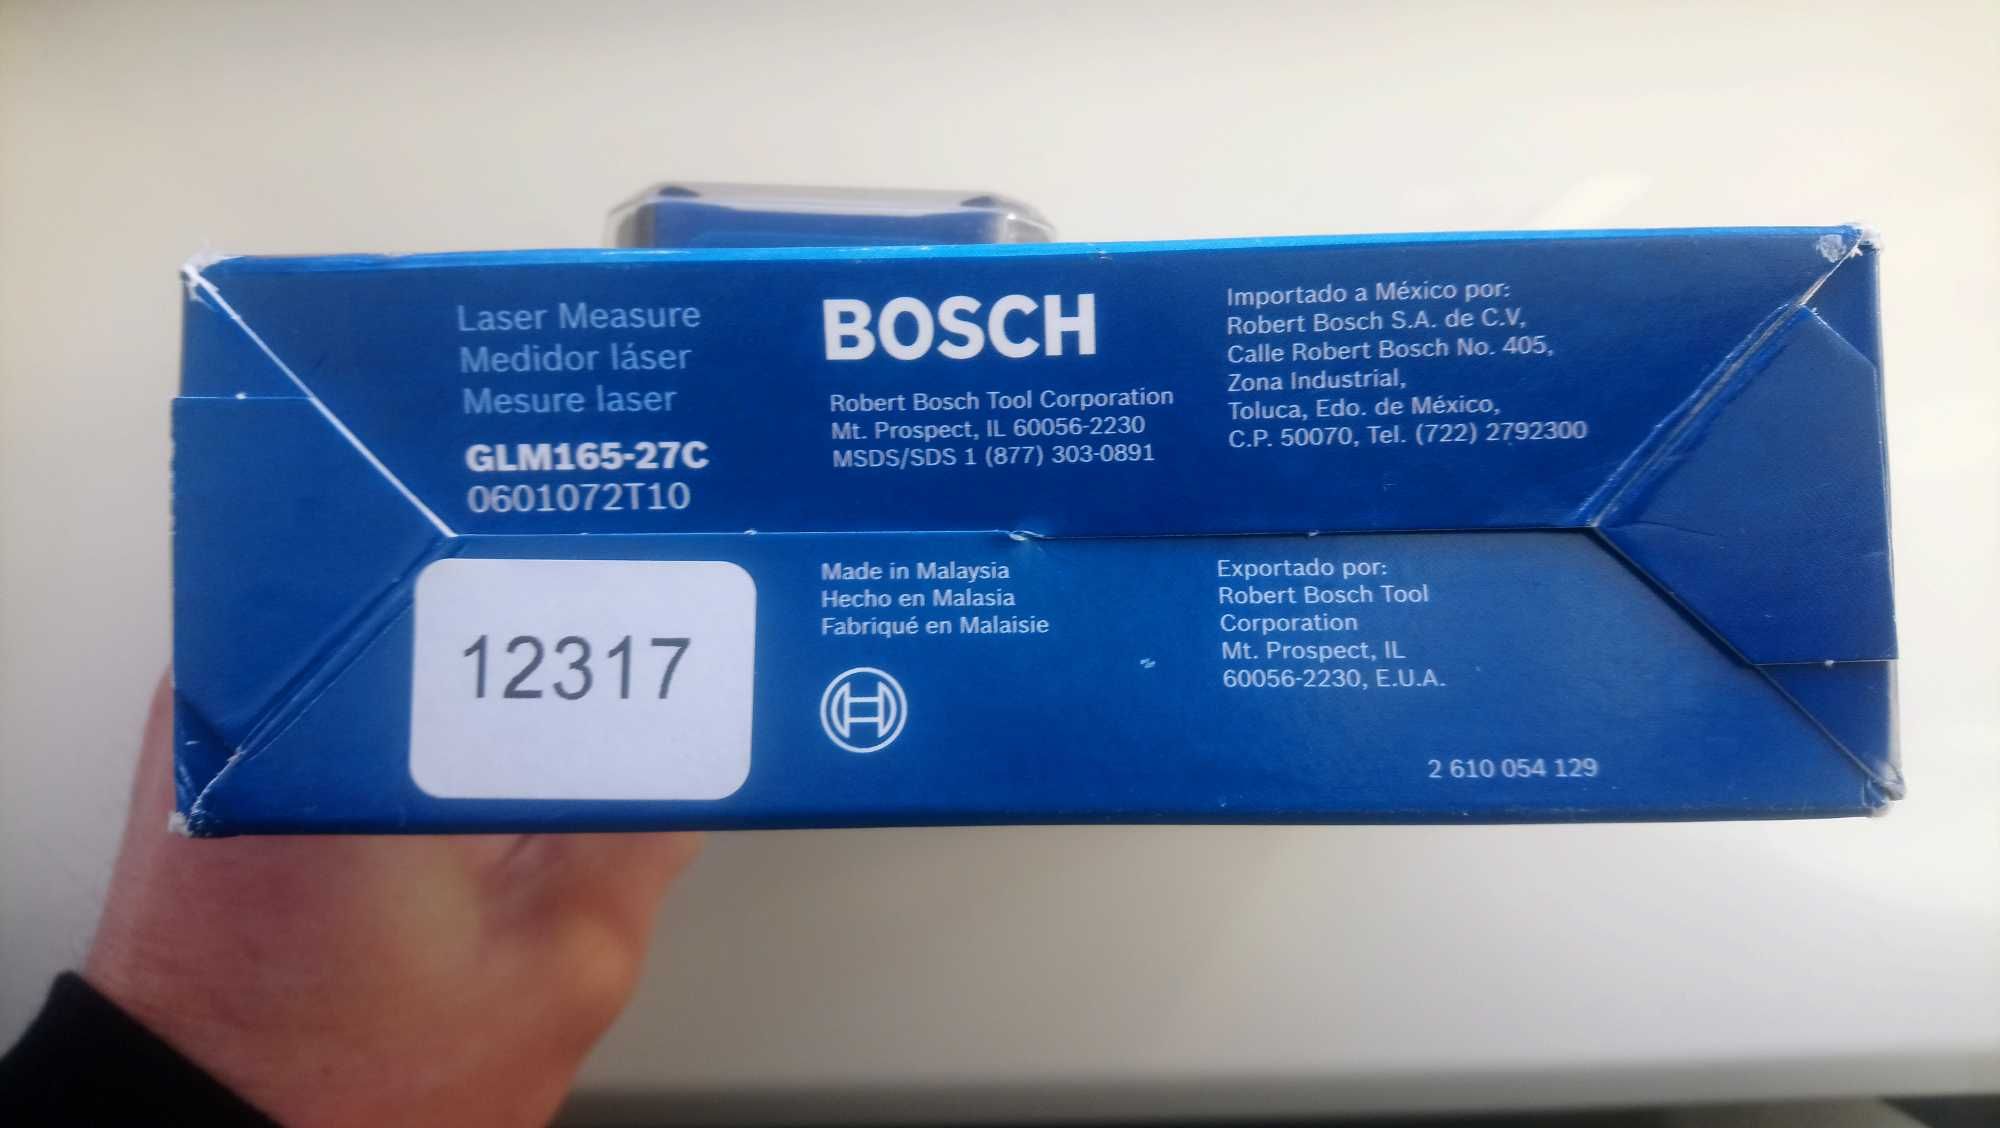 Laser Measure
Medidor láser
Mesure laser
GLM165-27C
0601072T10
BOSCH
Robert Bosch Tool Corporation
Mt. Prospect, IL 60056-2230
MSDS/SDS 1 (877) 303-0891
Importado a México por:
Robert Bosch S.A. de C.V,
Calle Robert Bosch No. 405,
Zona Industrial,
Toluca, Edo. de México,
C.P. 50070, Tel. (722) 2792300
12317
Made in Malaysia
Hecho en Malasia
Fabriqué en Malaisie
Exportado por:
Robert Bosch Tool
Corporation
Mt. Prospect, IL
60056-2230, E.U.A.
2 610 054 129